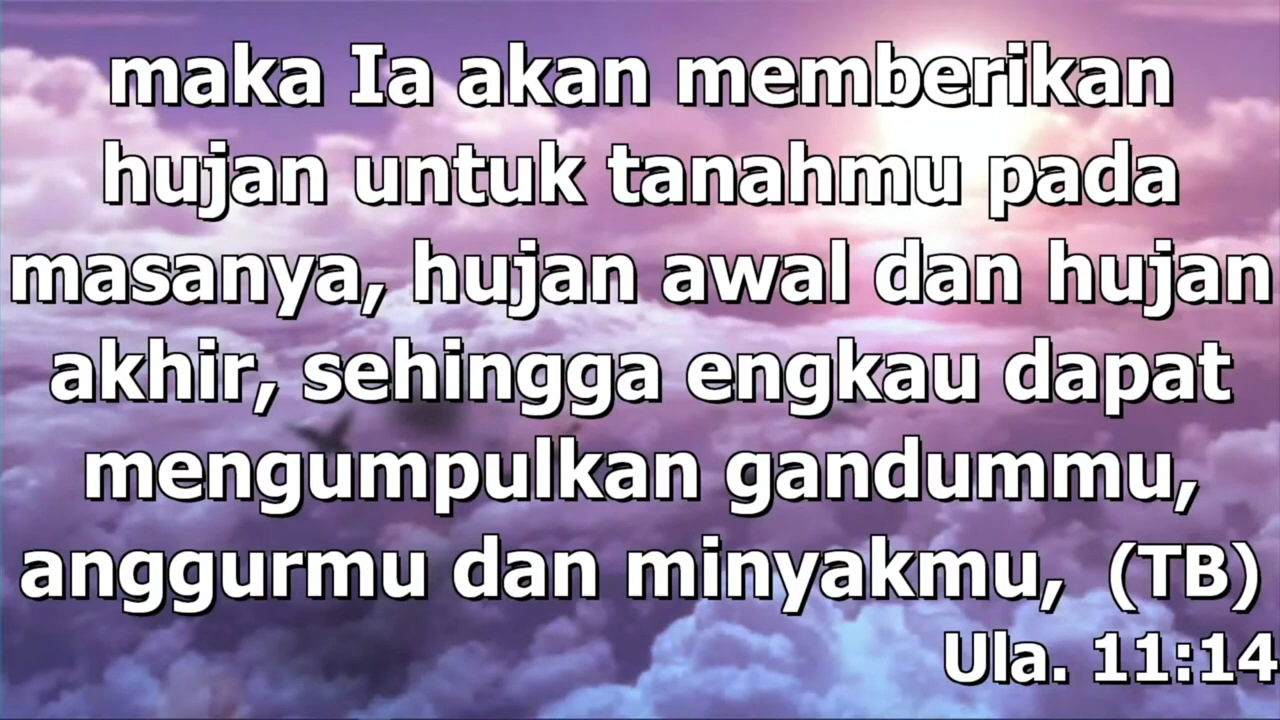 maka Ia akan memberikan
hujan untuk tanahmu pada
masanya, hujan awal dan hujan
akhir, sehingga engkau dapat
mengumpulkan gandummu,
anggurmu dan minyakmu, (TB)
Ula. 11:14